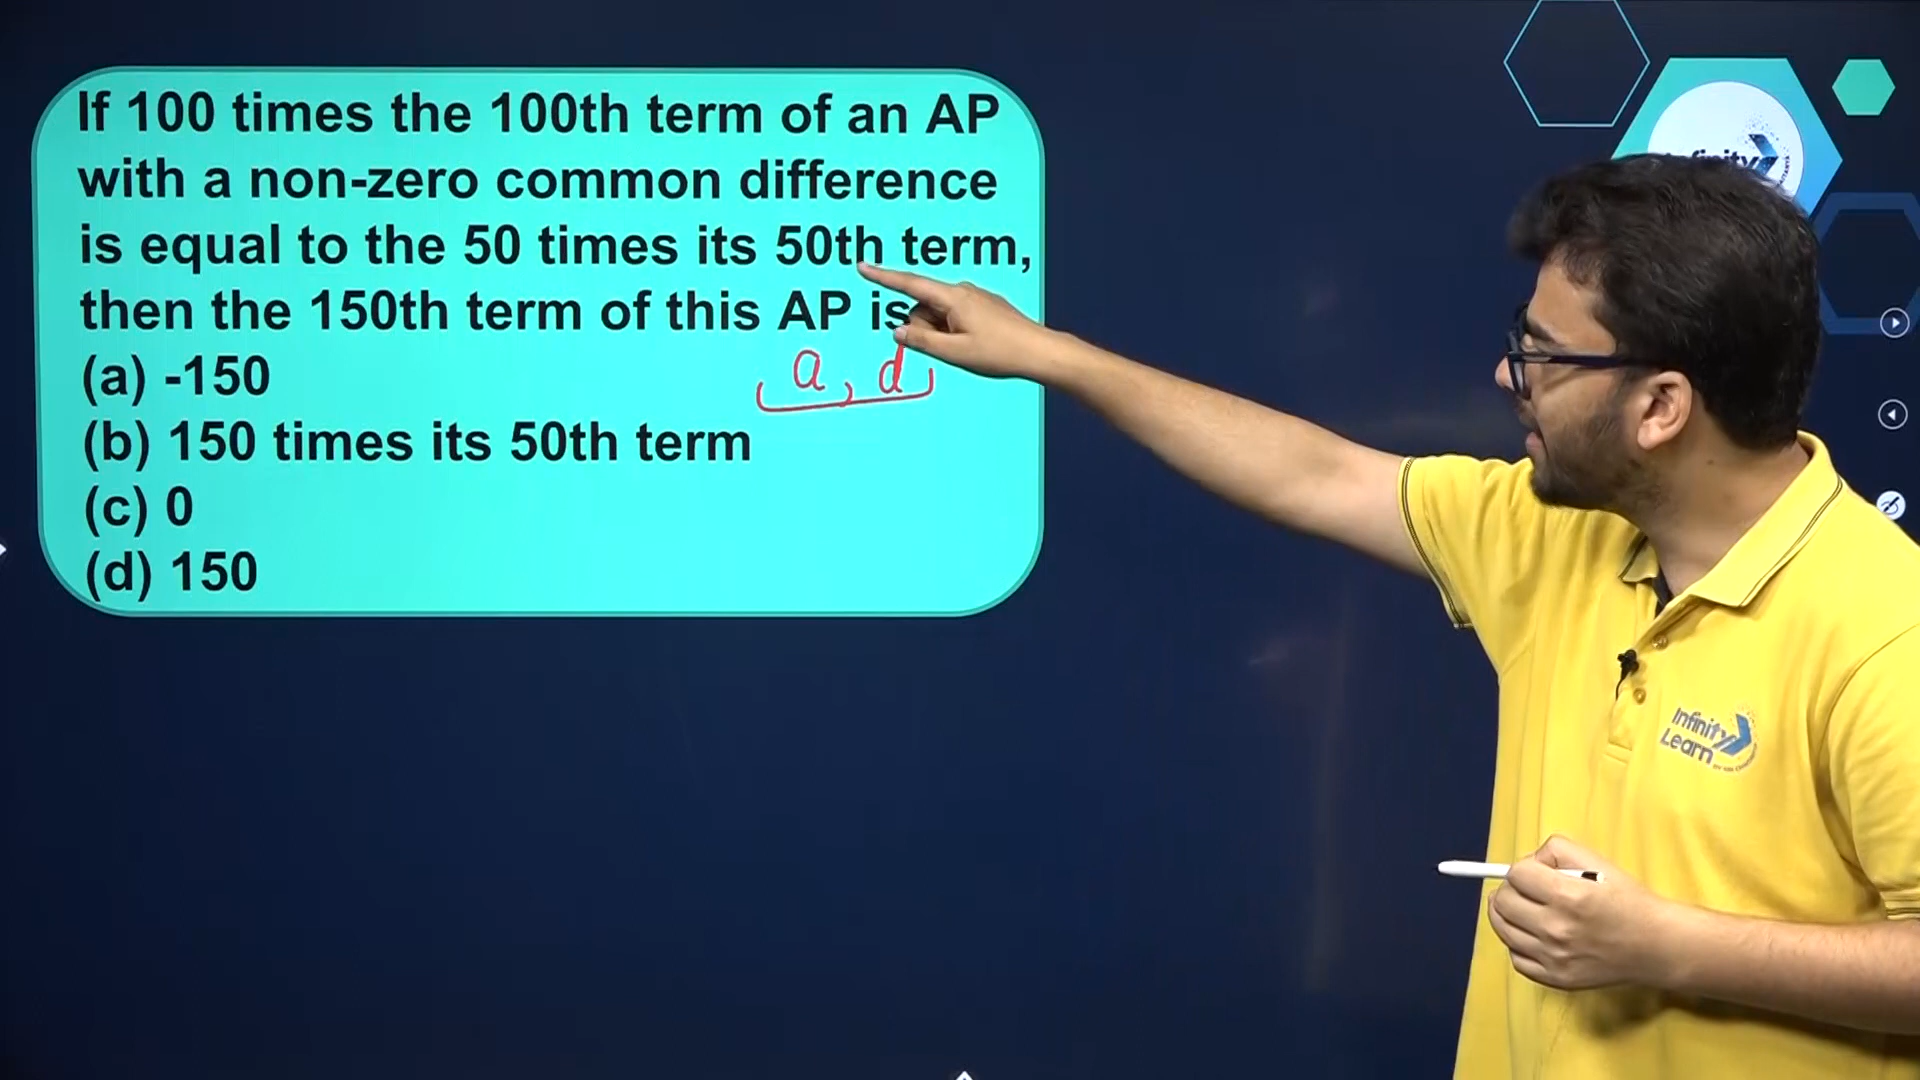 If 100 times the 100th term of an AP
with a non-zero common difference
is equal to the 50 times its 50th term,
then the 150th term of this AP is
(a) -150
a, d
(b) 150 times its 50th term
(c) 0
(d) 150
Infinity
Learn